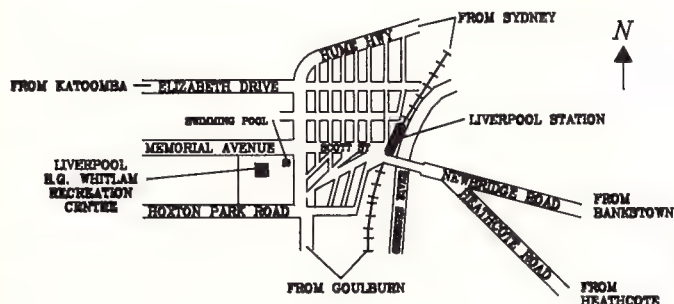 FROM SYDNEY
N
HUME HWY
FROM KATOOMBA
ELIZABETH DRIVE
SWIMMING POOL
LIVERPOOL STATION
MEMORIAL AVENUE
SCOTT ST
LIVERPOOL
E.G. WHITLAM
RECREATION
CENTRE
NEWBRIDGE ROAD
HEATHCOTE ROAD
FROM
BANKSTOWN
HOXTON PARK ROAD
FROM GOULBURN
FROM
HEATHCOTE